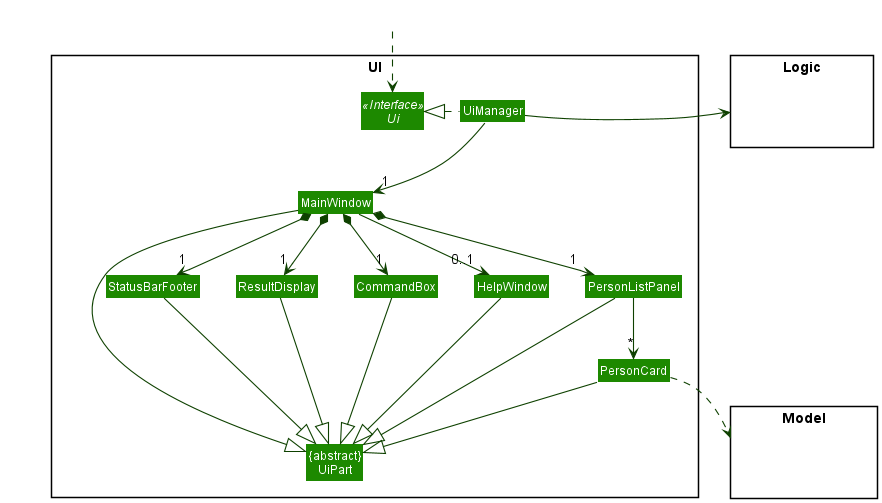 UI
Logic
«Interface»
Ui
UiManager
1
MainWindow
1
1
1
0..1
1
StatusBarFooter
ResultDisplay
CommandBox
HelpWindow
PersonListPanel
*
PersonCard
Model
{abstract}
UiPart